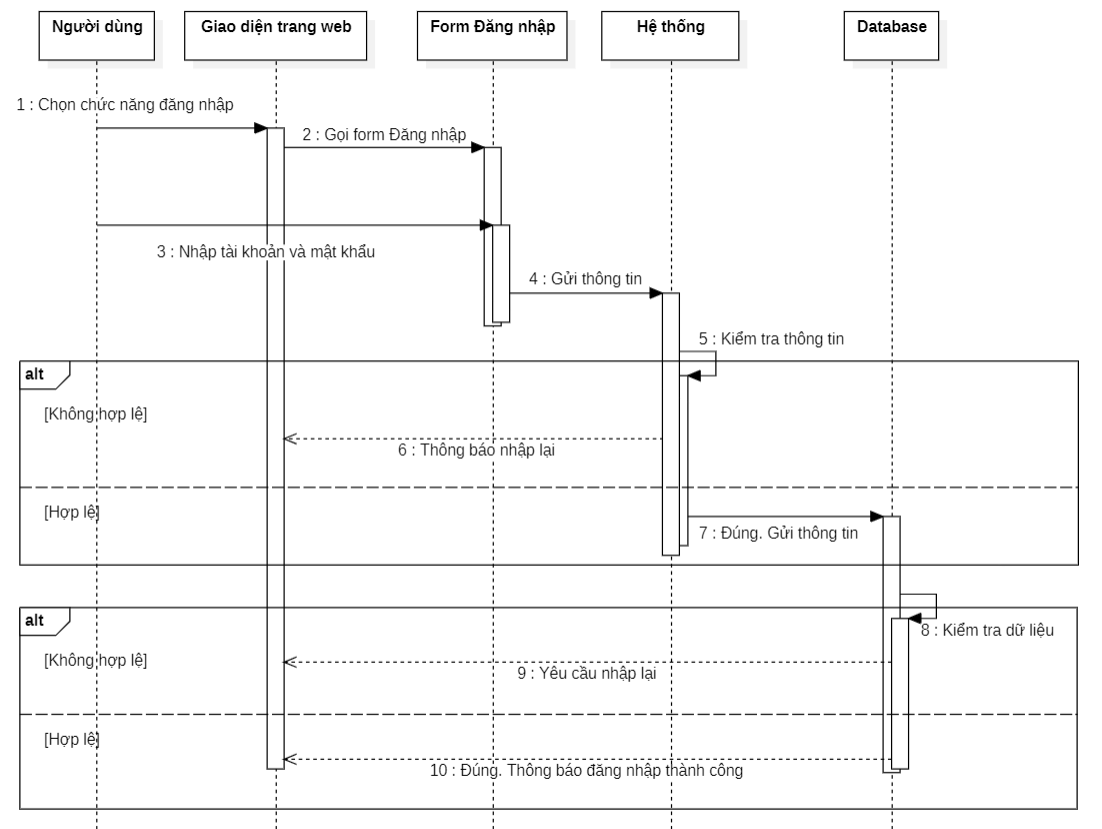 Người dùng
Giao diện trang web
Form Đăng nhập
Hệ thống
Database
1 : Chọn chức năng đăng nhập
2 : Gọi form Đăng nhập
3 : Nhập tài khoản và mật khẩu
4 : Gửi thông tin
5 : Kiểm tra thông tin
alt
[Không hợp lệ]
6 : Thông báo nhập lại
[Hợp lệ]
7 : Đúng. Gửi thông tin
alt
8 : Kiểm tra dữ liệu
[Không hợp lệ]
9 : Yêu cầu nhập lại
[Hợp lệ]
10 : Đúng. Thông báo đăng nhập thành công